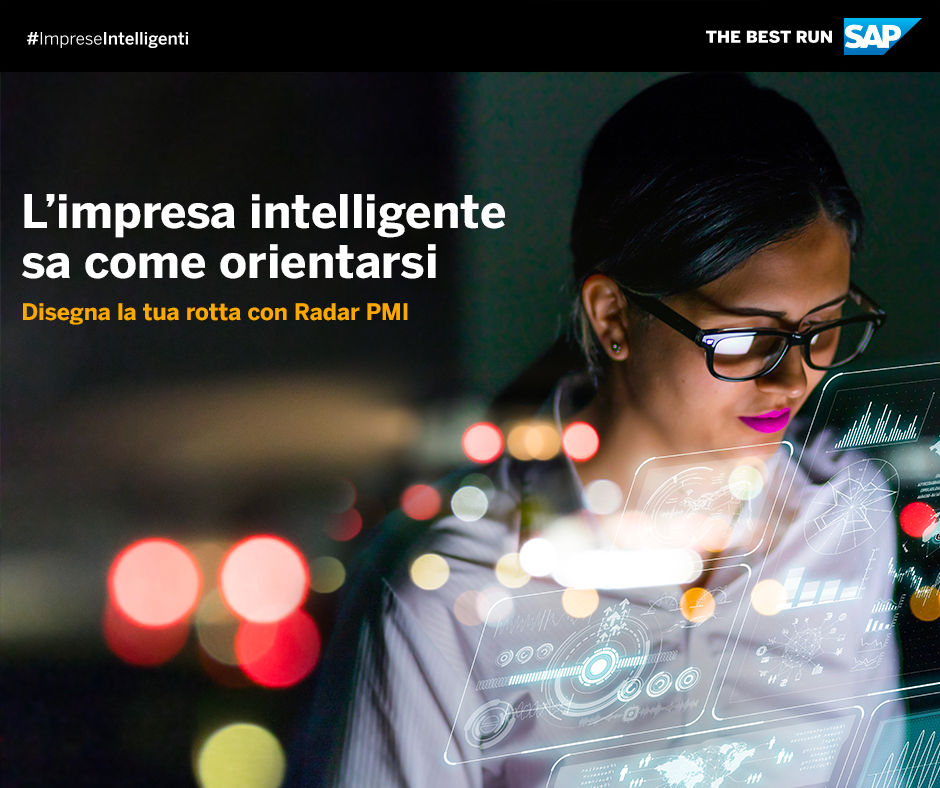 #ImpreseIntelligenti
THE BEST RUN SAP
L’impresa intelligente
sa come orientarsi
Disegna la tua rotta con Radar PMI